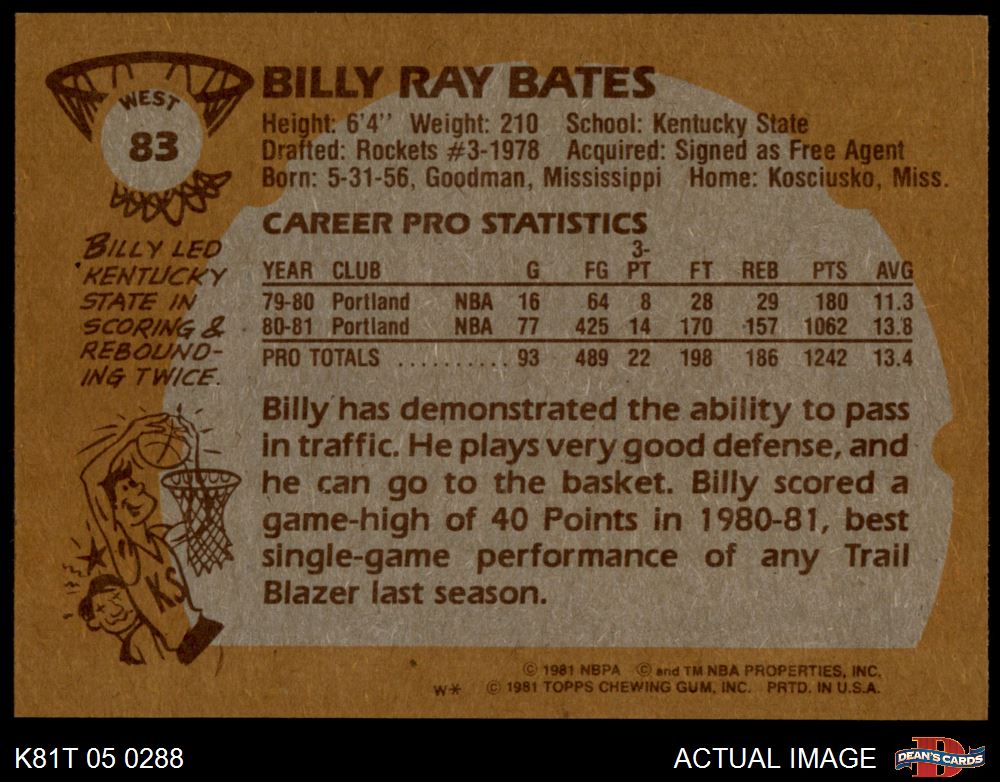 WEST
83
BILLY RAY BATES
Height: 6'4'' Weight: 210 School: Kentucky State
Drafted: Rockets #3-1978 Acquired: Signed as Free Agent
Born: 5-31-56, Goodman, Mississippi Home: Kosciusko, Miss.
BILLY LED
KENTUCKY
STATE IN
SCORING &
REBOUND-
ING TWICE.
CAREER PRO STATISTICS
3-
YEAR CLUB G FG PT FT REB PTS AVG
79-80 Portland NBA 16 64 8 28 29 180 11.3
80-81 Portland NBA 77 425 14 170 157 1062 13.8
PRO TOTALS .......... 93 489 22 198 186 1242 13.4
Billy has demonstrated the ability to pass
in traffic. He plays very good defense, and
he can go to the basket. Billy scored a
game-high of 40 Points in 1980-81, best
single-game performance of any Trail
Blazer last season.
KS
© 1981 NBPA © and TM NBA PROPERTIES, INC.
W* © 1981 TOPPS CHEWING GUM, INC. PRTD. IN U.S.A.
K81T 05 0288
ACTUAL IMAGE
D
DEAN'S CARDS